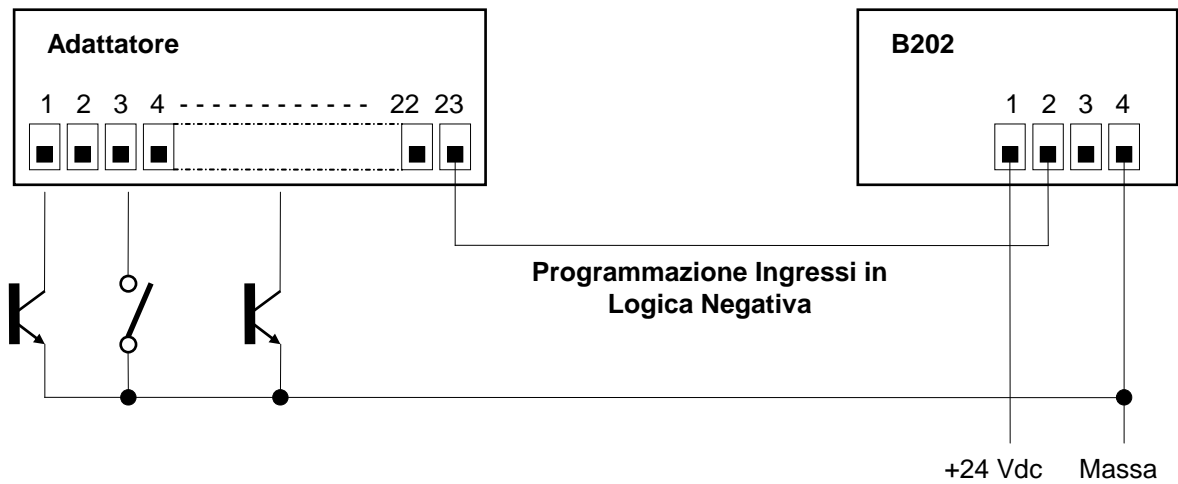 Adattatore
B202
1 2 3 4 - - - - - - - - - - - - 22 23
1 2 3 4
Programmazione Ingressi in
Logica Negativa
+24 Vdc Massa